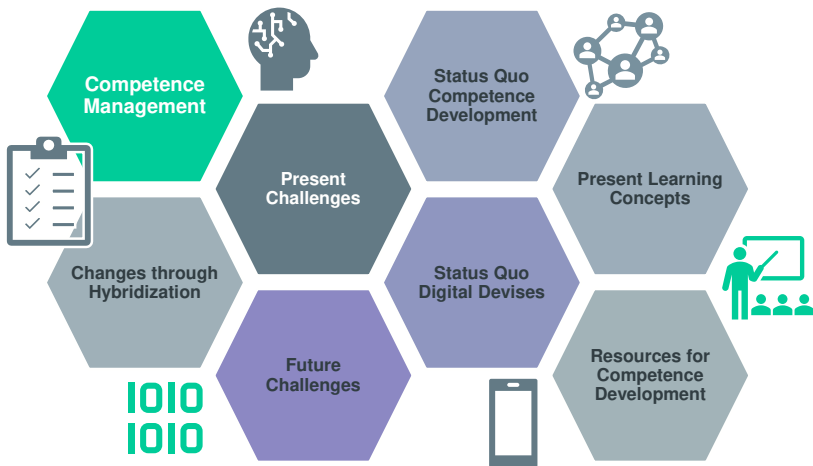 Competence
Management
Status Quo
Competence
Development
Present
Challenges
Present Learning
Concepts
Changes through
Hybridization
Status Quo
Digital Devises
Future
Challenges
Resources for
Competence
Development
1010
1010